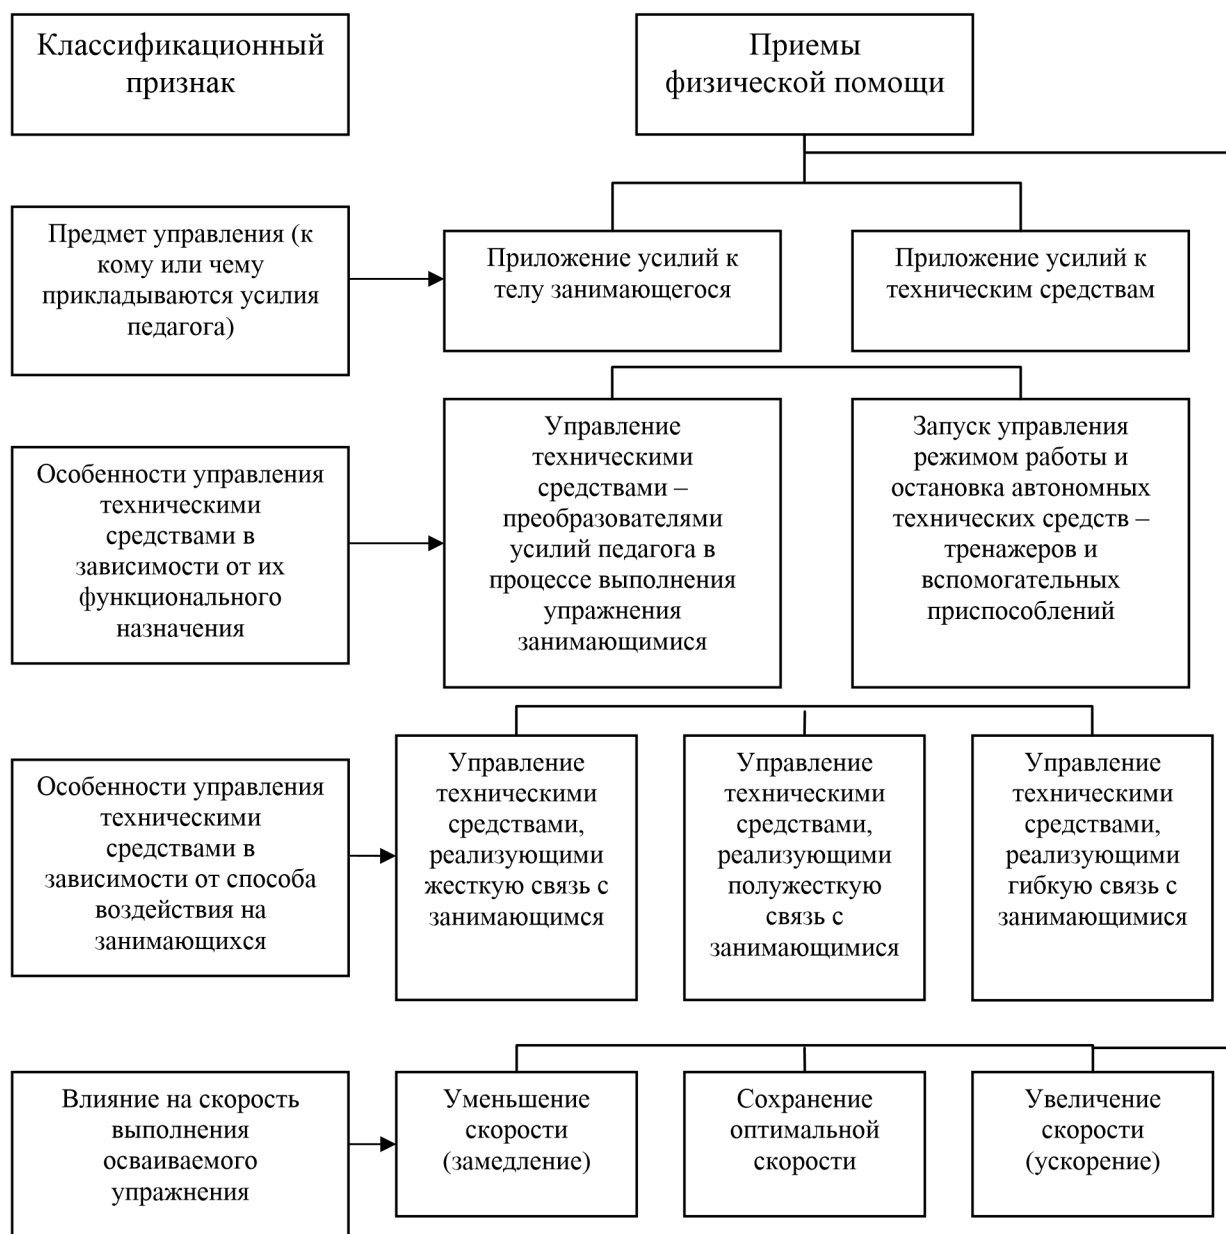 Классификационный
признак
Приемы
физической помощи
Предмет управления (к
кому или чему
прикладываются усилия
педагога)
Приложение усилий к
телу занимающегося
Приложение усилий к
техническим средствам
Особенности управления
техническими
средствами в
зависимости от их
функционального
назначения
Управление
техническими
средствами –
преобразователями
усилий педагога в
процессе выполнения
упражнения
занимающимися
Запуск управления
режимом работы и
остановка автономных
технических средств –
тренажеров и
вспомогательных
приспособлений
Особенности управления
техническими
средствами в
зависимости от способа
воздействия на
занимающихся
Управление
техническими
средствами,
реализующими
жесткую связь с
занимающимся
Управление
техническими
средствами,
реализующими
полужесткую
связь с
занимающимися
Управление
техническими
средствами,
реализующими
гибкую связь с
занимающимися
Влияние на скорость
выполнения
осваиваемого
упражнения
Уменьшение
скорости
(замедление)
Сохранение
оптимальной
скорости
Увеличение
скорости
(ускорение)